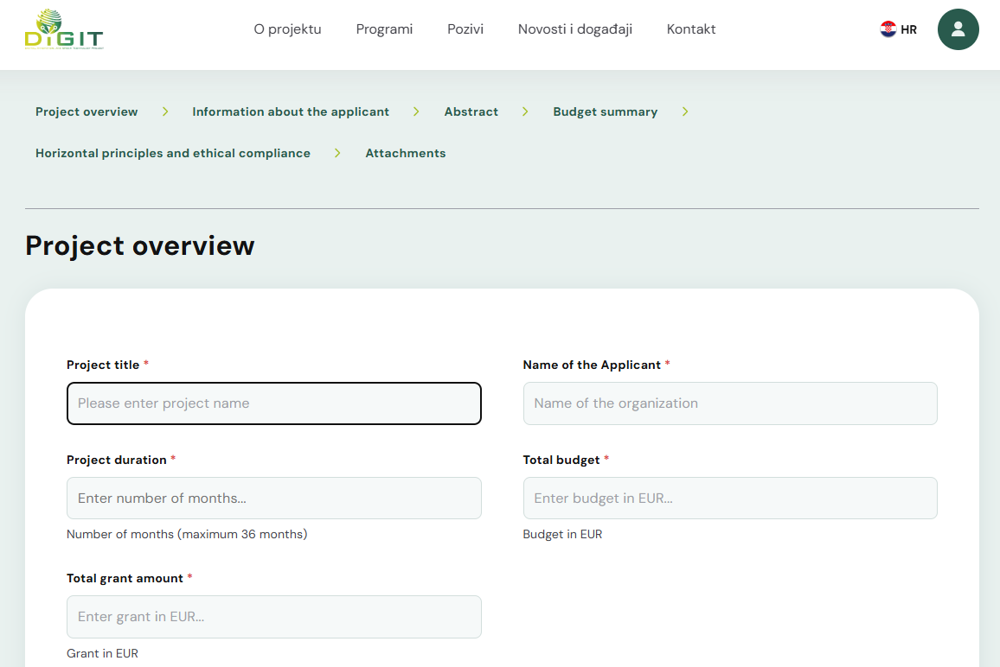 DiGIT
O projektu Programi Pozivi Novosti i događaji Kontakt HR
Project overview > Information about the applicant > Abstract > Budget summary >
Horizontal principles and ethical compliance > Attachments
Project overview
Project title * Name of the Applicant *
Please enter project name Name of the organization
Project duration * Total budget *
Enter number of months... Enter budget in EUR...
Number of months (maximum 36 months) Budget in EUR
Total grant amount *
Enter grant in EUR...
Grant in EUR